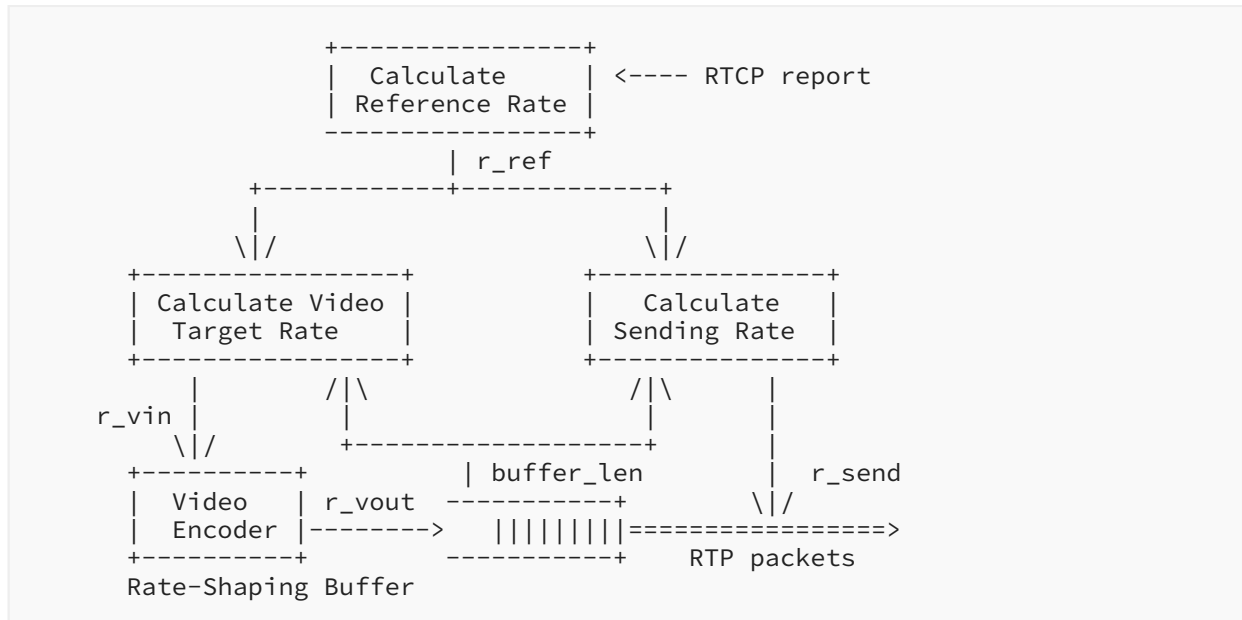 +----------------+
|  Calculate     | <---- RTCP report
| Reference Rate |
-----------------+
| r_ref
+------------+-------------+
|                          |
\|/                        \|/
+-----------------+           +---------------+
| Calculate Video |           |   Calculate   |
|  Target Rate    |           | Sending Rate  |
+-----------------+           +---------------+
|        /|\                 /|\      |
r_vin |         |                   |       |
\|/        +-------------------+       |
+----------+          | buffer_len        |  r_send
|  Video   | r_vout  -----------+        \|/
|  Encoder |-------->   |||||||||=================>
+----------+         -----------+    RTP packets
Rate-Shaping Buffer